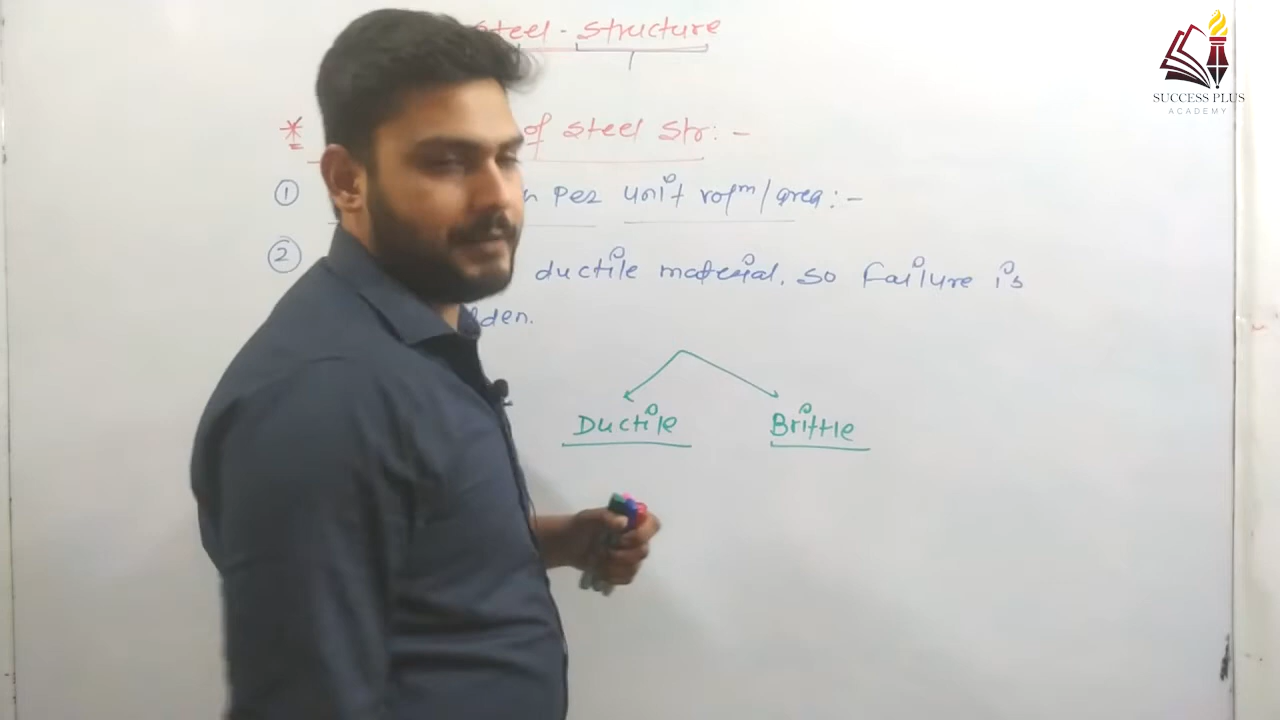 Steel - Structure
SUCCESS PLUS
ACADEMY
* of Steel Str: -
① Per unit volm/area:-
② ductile material. so failure is
dden.
Ductile Brittle